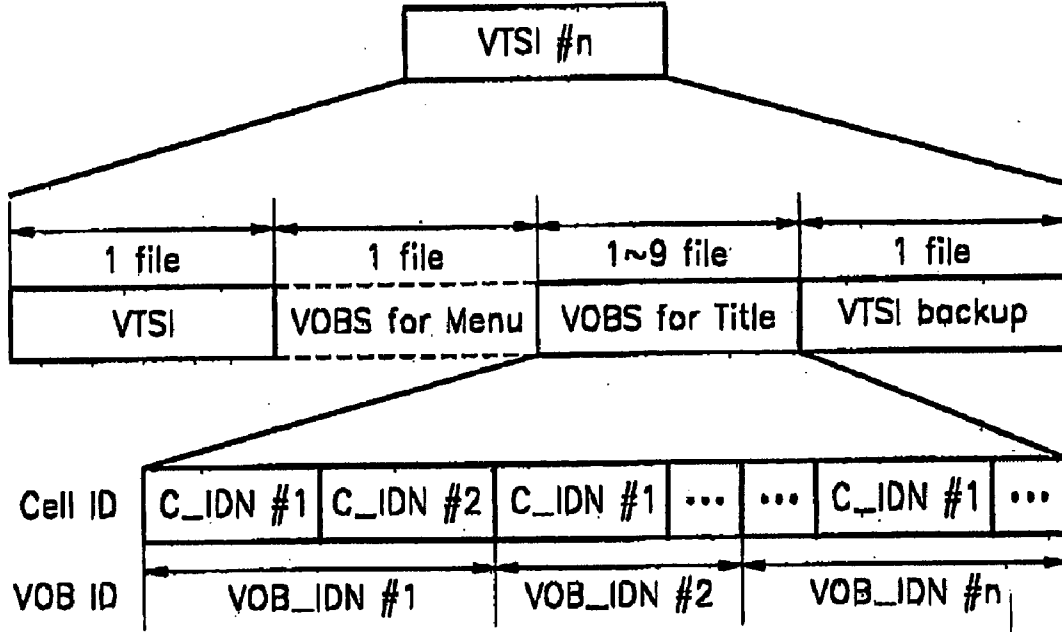 VTSI #n
1 file 1 file 1~9 file 1 file
VTSI VOBS for Menu VOBS for Title VTSI backup
Cell ID C_IDN #1 C_IDN #2 C_IDN #1 ... ... C_IDN #1 ...
VOB ID VOB_IDN #1 VOB_IDN #2 VOB_IDN #n